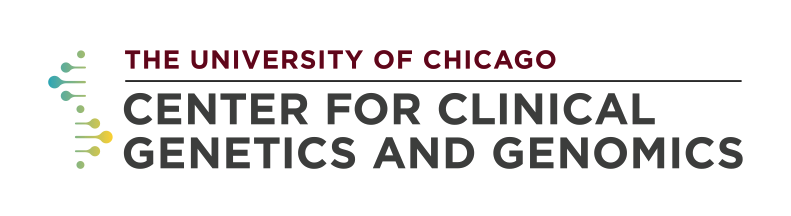 THE UNIVERSITY OF CHICAGO
CENTER FOR CLINICAL
GENETICS AND GENOMICS